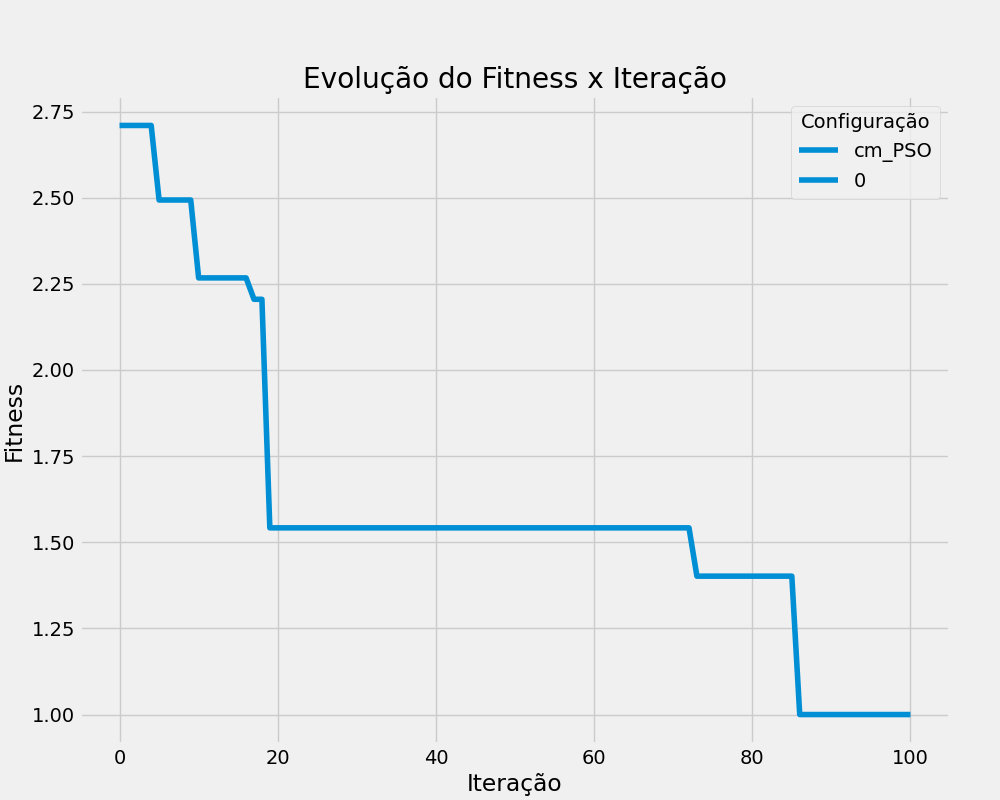 Evolução do Fitness x Iteração
Configuração
cm_PSO
0
Fitness
2.75
2.50
2.25
2.00
1.75
1.50
1.25
1.00
0 20 40 60 80 100
Iteração